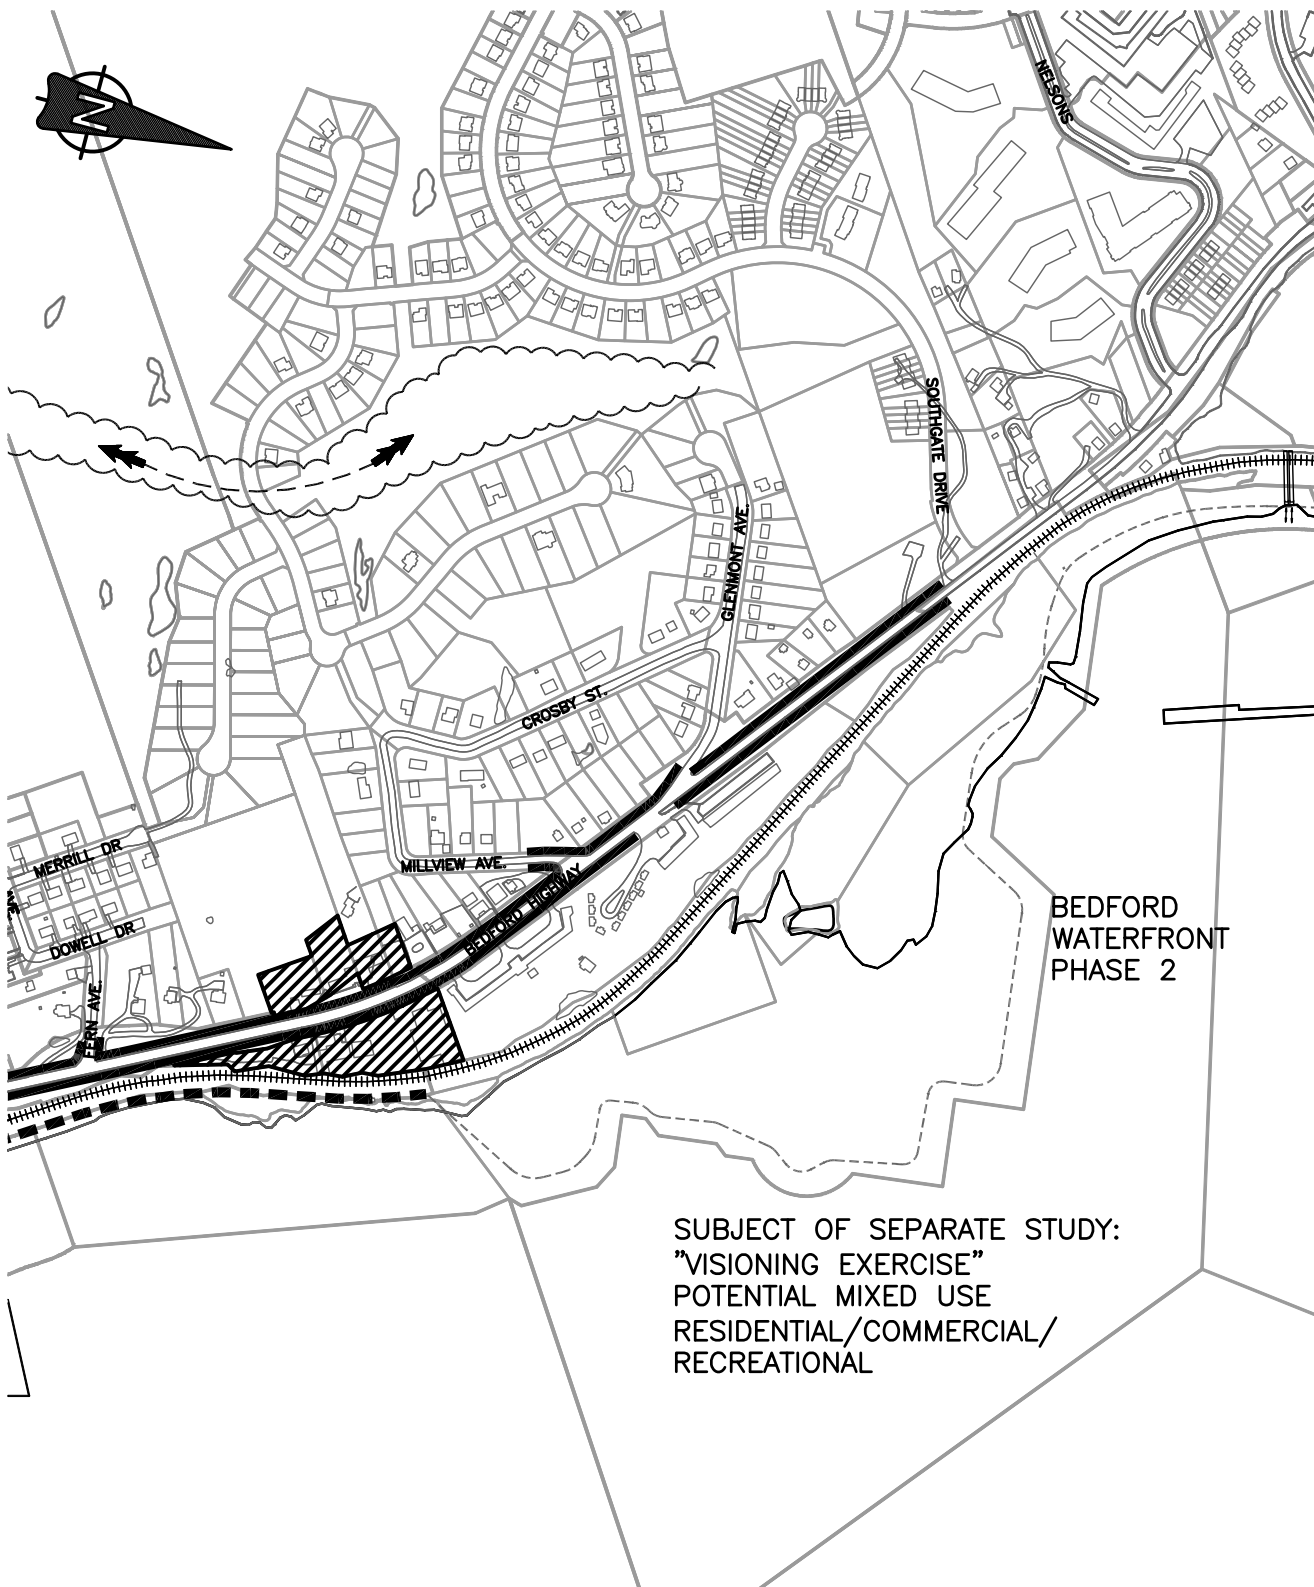 N
NELSONS
SOUTHGATE DRIVE
GLENMONT AVE.
CROSBY ST.
MERRILL DR
MILLVIEW AVE.
BEDFORD HIGHWAY
DOWELL DR
FERN AVE.
BEDFORD
WATERFRONT
PHASE 2
SUBJECT OF SEPARATE STUDY:
"VISIONING EXERCISE"
POTENTIAL MIXED USE
RESIDENTIAL/COMMERCIAL/
RECREATIONAL